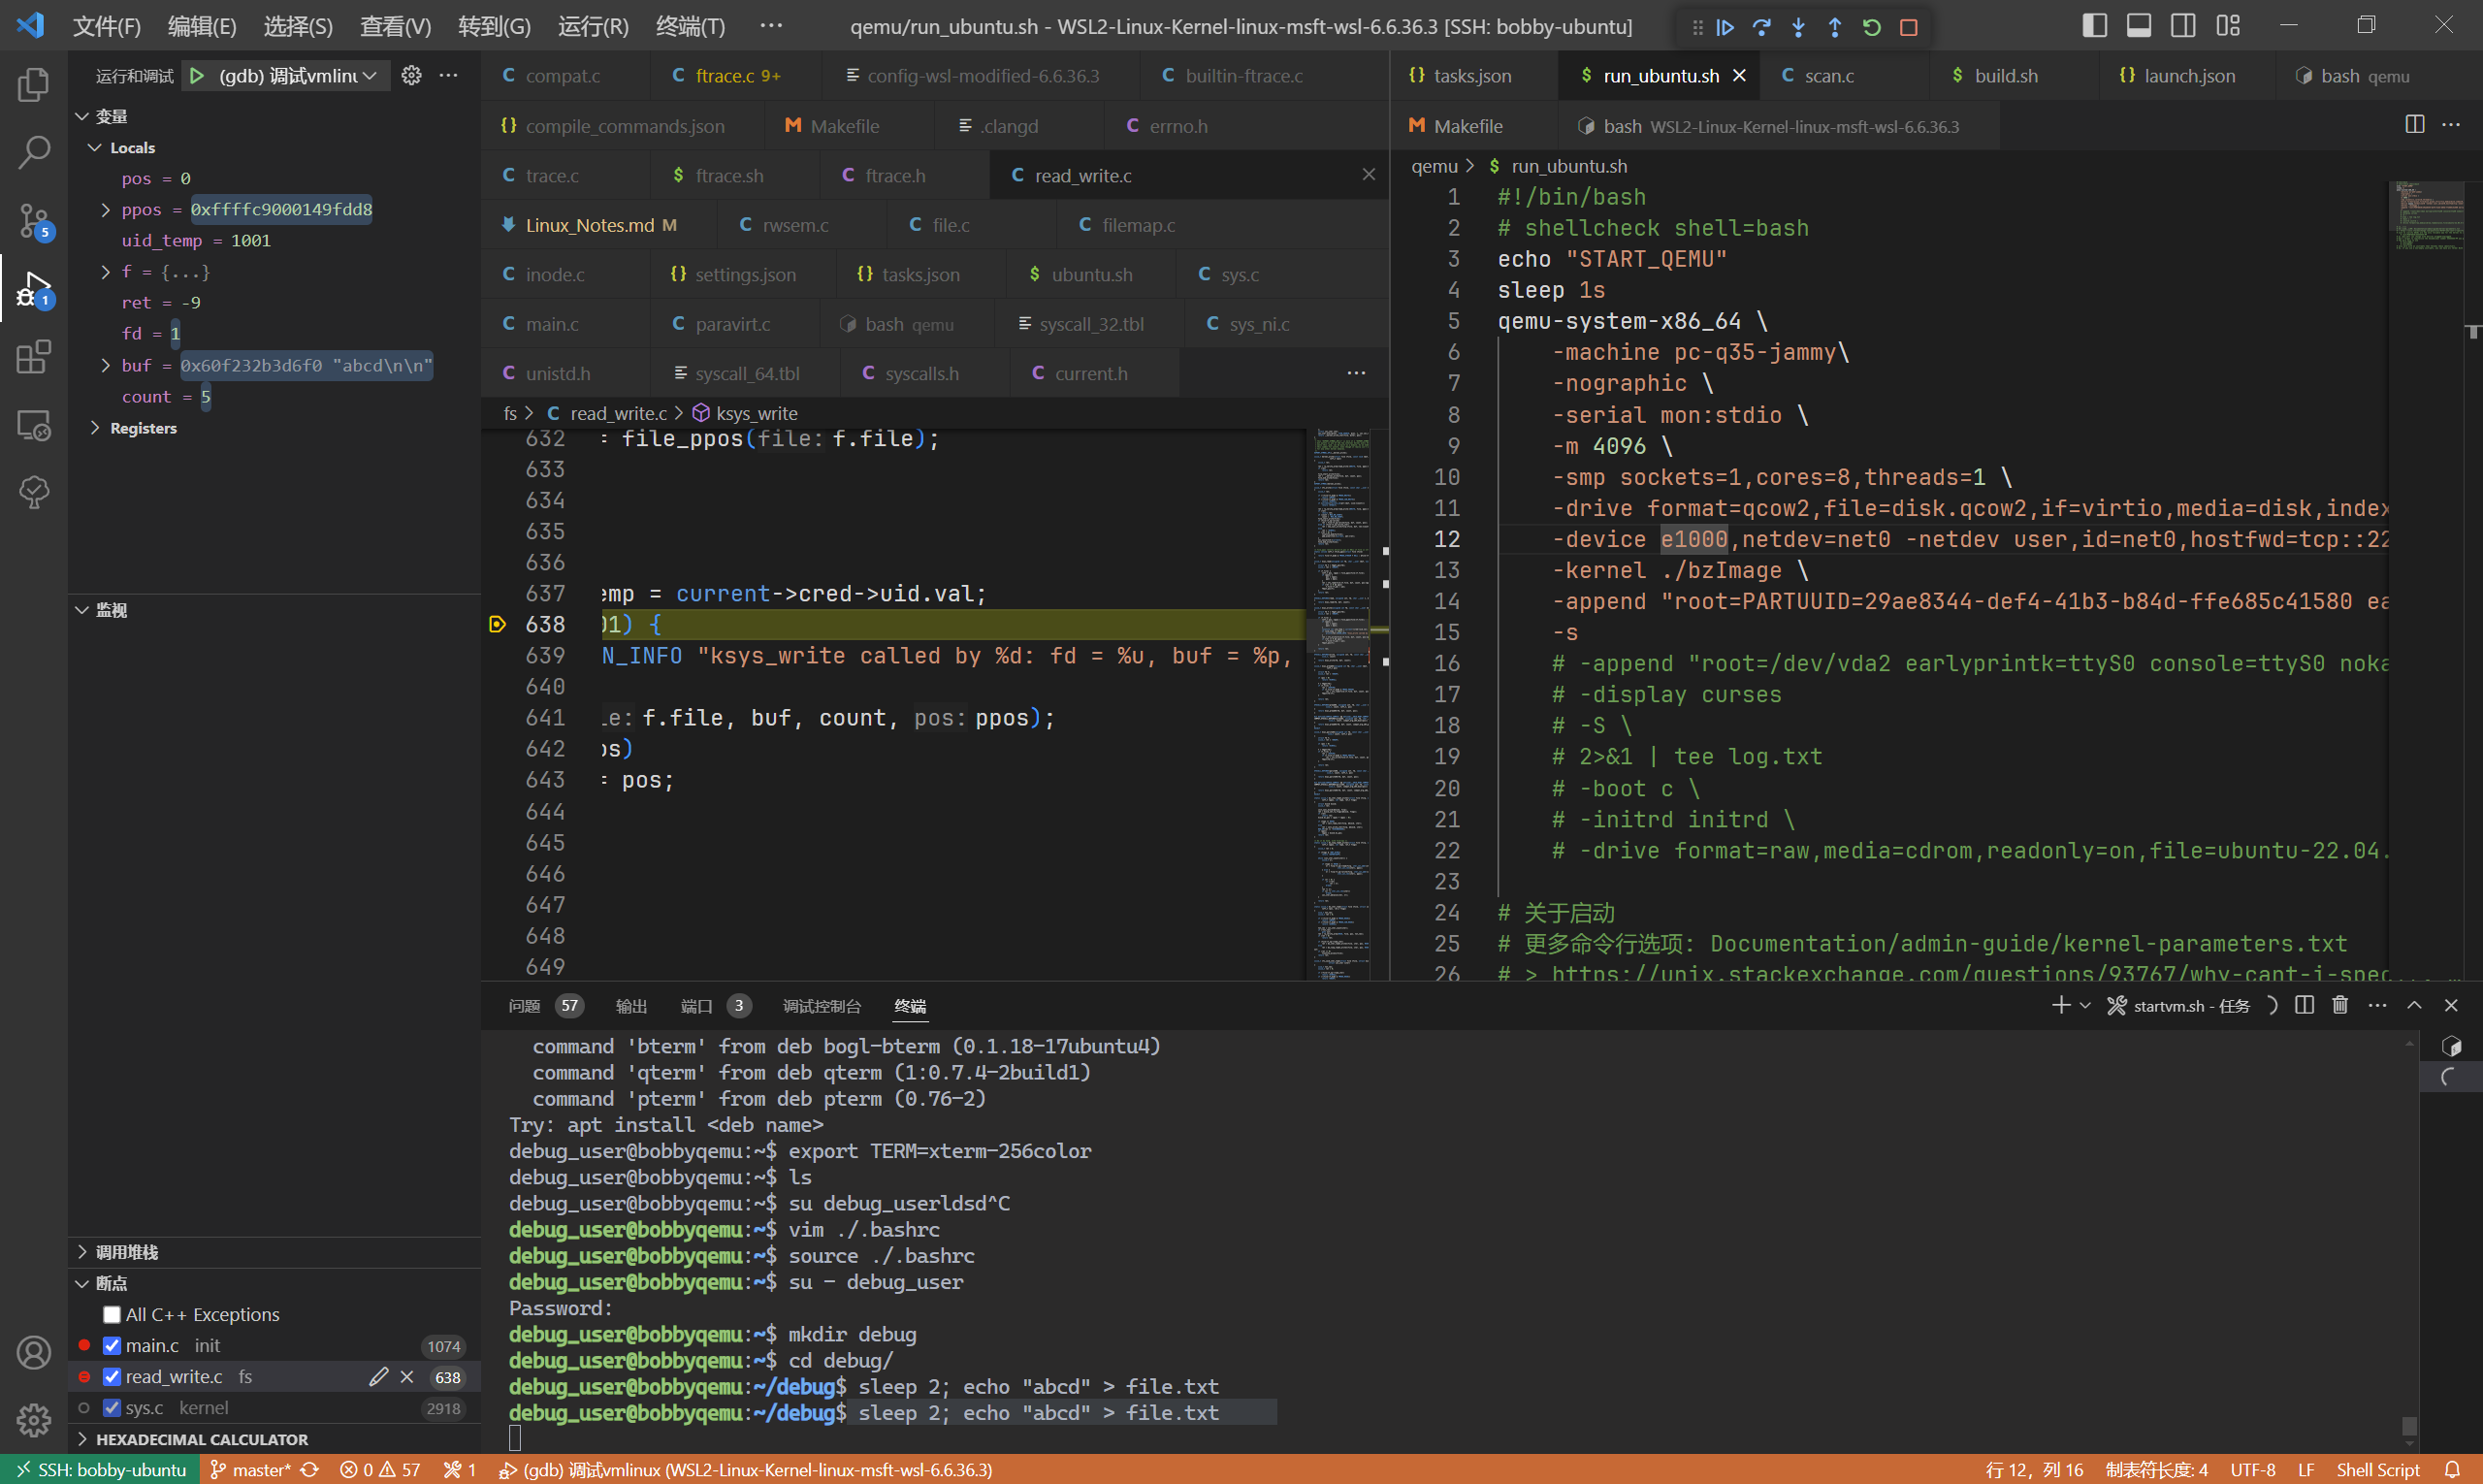 文件(F) 编辑(E) 选择(S) 查看(V) 转到(G) 运行(R) 终端(T) ··· qemu/run_ubuntu.sh - WSL2-Linux-Kernel-linux-msft-wsl-6.6.36.3 [SSH: bobby-ubuntu]
运行和调试 (gdb) 调试vmlinu ···
变量
Locals
pos = 0
ppos = 0xffffc9000149fdd8
uid_temp = 1001
f = {...}
ret = -9
fd = 1
buf = 0x60f232b3d6f0 "abcd\n\n"
count = 5
Registers
监视
调用堆栈
断点
All C++ Exceptions
main.c init 1074
read_write.c fs 638
sys.c kernel 2918
HEXADECIMAL CALCULATOR
compat.c ftrace.c 9+ config-wsl-modified-6.6.36.3 builtin-ftrace.c
compile_commands.json Makefile .clangd errno.h
trace.c ftrace.sh ftrace.h read_write.c
Linux_Notes.md M rwsem.c file.c filemap.c
inode.c settings.json tasks.json ubuntu.sh sys.c
main.c paravirt.c bash qemu syscall_32.tbl sys_ni.c
unistd.h syscall_64.tbl syscalls.h current.h ···
fs > C read_write.c > ksys_write
632 = file_ppos(file: f.file);
633
634
635
636
637 emp = current->cred->uid.val;
638 01) {
639 N_INFO "ksys_write called by %d: fd = %u, buf = %p,
640
641 le: f.file, buf, count, pos: ppos);
642 os)
643 = pos;
644
645
646
647
648
649
tasks.json run_ubuntu.sh scan.c build.sh launch.json bash qemu
Makefile bash WSL2-Linux-Kernel-linux-msft-wsl-6.6.36.3 ···
qemu > $ run_ubuntu.sh
1 #!/bin/bash
2 # shellcheck shell=bash
3 echo "START_QEMU"
4 sleep 1s
5 qemu-system-x86_64 \
6 -machine pc-q35-jammy\
7 -nographic \
8 -serial mon:stdio \
9 -m 4096 \
10 -smp sockets=1,cores=8,threads=1 \
11 -drive format=qcow2,file=disk.qcow2,if=virtio,media=disk,index
12 -device e1000,netdev=net0 -netdev user,id=net0,hostfwd=tcp::22
13 -kernel ./bzImage \
14 -append "root=PARTUUID=29ae8344-def4-41b3-b84d-ffe685c41580 ea
15 -s
16 # -append "root=/dev/vda2 earlyprintk=ttyS0 console=ttyS0 noka
17 # -display curses
18 # -S \
19 # 2>&1 | tee log.txt
20 # -boot c \
21 # -initrd initrd \
22 # -drive format=raw,media=cdrom,readonly=on,file=ubuntu-22.04.
23
24 # 关于启动
25 # 更多命令行选项: Documentation/admin-guide/kernel-parameters.txt
26 # > https://unix.stackexchange.com/questions/93767/why-cant-i-spec
问题 57 输出 端口 3 调试控制台 终端 startvm.sh - 任务 ···
command 'bterm' from deb bogl-bterm (0.1.18-17ubuntu4)
command 'qterm' from deb qterm (1:0.7.4-2build1)
command 'pterm' from deb pterm (0.76-2)
Try: apt install <deb name>
debug_user@bobbyqemu:~$ export TERM=xterm-256color
debug_user@bobbyqemu:~$ ls
debug_user@bobbyqemu:~$ su debug_userldsd^C
debug_user@bobbyqemu:~$ vim ./.bashrc
debug_user@bobbyqemu:~$ source ./.bashrc
debug_user@bobbyqemu:~$ su - debug_user
Password:
debug_user@bobbyqemu:~$ mkdir debug
debug_user@bobbyqemu:~$ cd debug/
debug_user@bobbyqemu:~/debug$ sleep 2; echo "abcd" > file.txt
debug_user@bobbyqemu:~/debug$ sleep 2; echo "abcd" > file.txt
SSH: bobby-ubuntu master* 0 57 1 (gdb) 调试vmlinux (WSL2-Linux-Kernel-linux-msft-wsl-6.6.36.3) 行 12, 列 16 制表符长度: 4 UTF-8 LF Shell Script